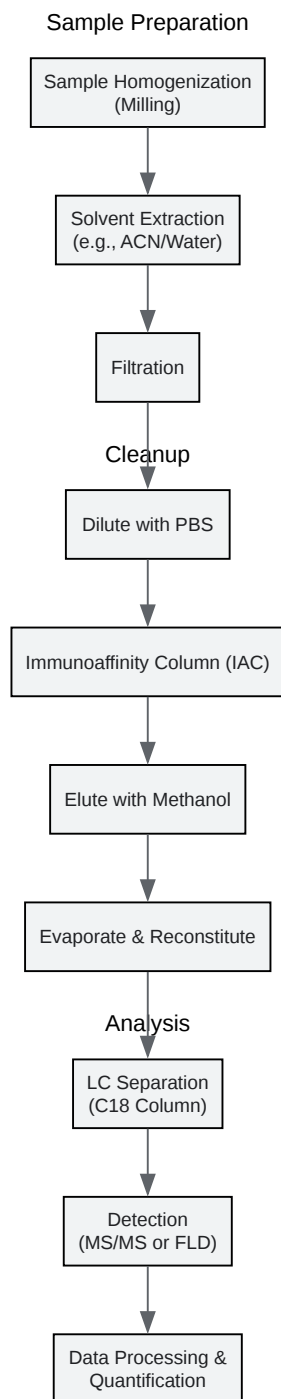 Sample Preparation
Sample Homogenization
(Milling)
Solvent Extraction
(e.g., ACN/Water)
Filtration
Cleanup
Dilute with PBS
Immunoaffinity Column (IAC)
Elute with Methanol
Evaporate & Reconstitute
Analysis
LC Separation
(C18 Column)
Detection
(MS/MS or FLD)
Data Processing &
Quantification